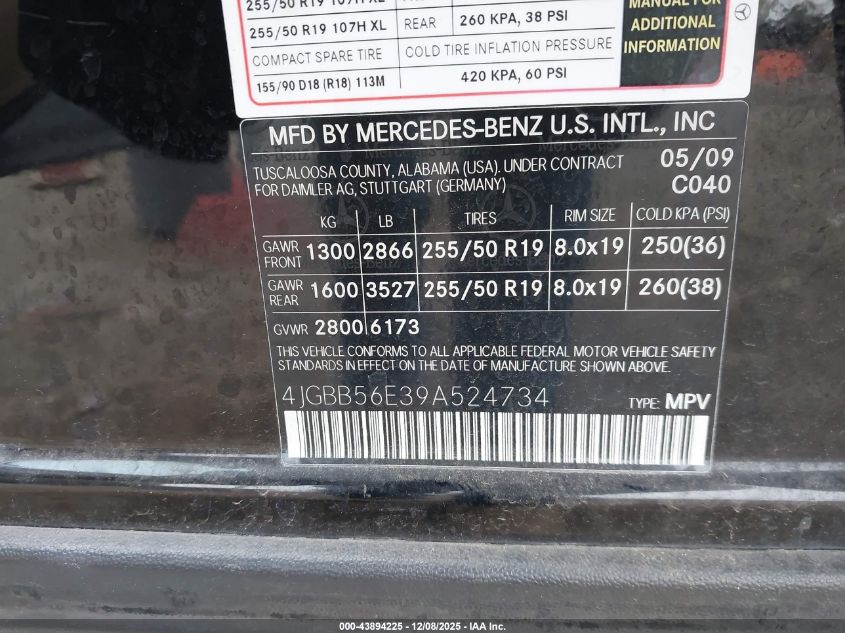 255/50 R19 107H XL
255/50 R19 107H XL REAR 260 KPA, 38 PSI
COMPACT SPARE TIRE COLD TIRE INFLATION PRESSURE
155/90 D18 (R18) 113M 420 KPA, 60 PSI
MANUAL FOR
ADDITIONAL
INFORMATION
MFD BY MERCEDES-BENZ U.S. INTL., INC
TUSCALOOSA COUNTY, ALABAMA (USA). UNDER CONTRACT 05/09
FOR DAIMLER AG, STUTTGART (GERMANY) C040
KG LB TIRES RIM SIZE COLD KPA (PSI)
GAWR FRONT 1300 2866 255/50 R19 8.0x19 250(36)
GAWR REAR 1600 3527 255/50 R19 8.0x19 260(38)
GVWR 2800 6173
THIS VEHICLE CONFORMS TO ALL APPLICABLE FEDERAL MOTOR VEHICLE SAFETY
STANDARDS IN EFFECT ON THE DATE OF MANUFACTURE SHOWN ABOVE.
4JGBB56E39A524734 TYPE: MPV
000-43894225 - 12/08/2025 - IAA Inc.